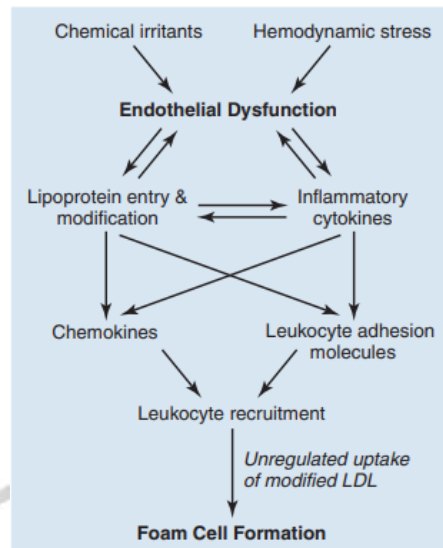 Chemical irritants
Hemodynamic stress
Endothelial Dysfunction
Lipoprotein entry &
modification
Inflammatory
cytokines
Chemokines
Leukocyte adhesion
molecules
Leukocyte recruitment
Unregulated uptake
of modified LDL
Foam Cell Formation